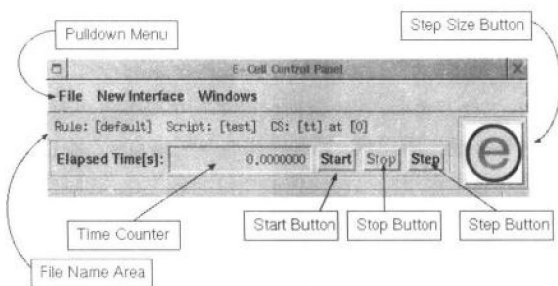 Pulldown Menu
Step Size Button
E-Cell Control Panel
File New Interface Windows
Rule: [default] Script: [test] CS: [tt] at [0]
Elapsed Time[s]: 0.0000000 Start Stop Step
e
Time Counter
Start Button
Stop Button
Step Button
File Name Area